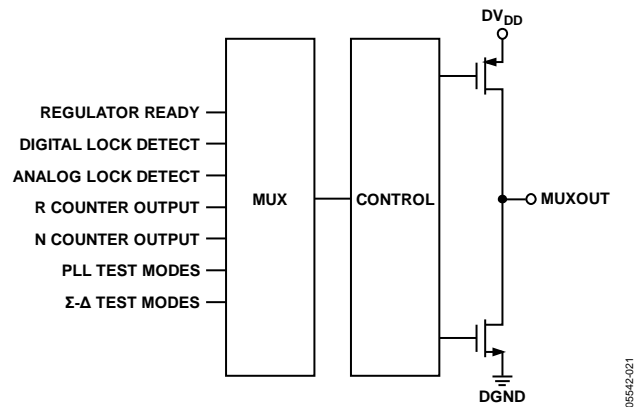 DVDD
REGULATOR READY
DIGITAL LOCK DETECT
ANALOG LOCK DETECT
R COUNTER OUTPUT
N COUNTER OUTPUT
PLL TEST MODES
Σ-Δ TEST MODES
MUX
CONTROL
MUXOUT
DGND
05542-021